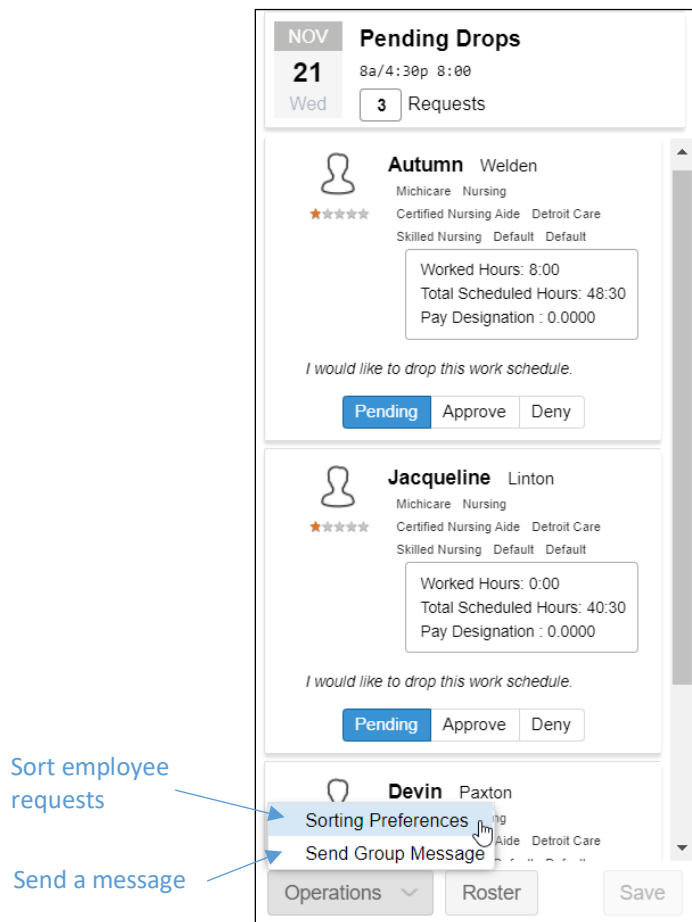 NOV
Pending Drops
21
8a/4:30p 8:00
Wed
3 Requests
Autumn Welden
Michicare Nursing
Certified Nursing Aide Detroit Care
Skilled Nursing Default Default
Worked Hours: 8:00
Total Scheduled Hours: 48:30
Pay Designation : 0.0000
I would like to drop this work schedule.
Pending Approve Deny
Jacqueline Linton
Michicare Nursing
Certified Nursing Aide Detroit Care
Skilled Nursing Default Default
Worked Hours: 0:00
Total Scheduled Hours: 40:30
Pay Designation : 0.0000
I would like to drop this work schedule.
Pending Approve Deny
Sort employee
requests
Devin Paxton
Sorting Preferences
Aide Detroit Care
Send Group Message
Send a message
Operations Roster Save